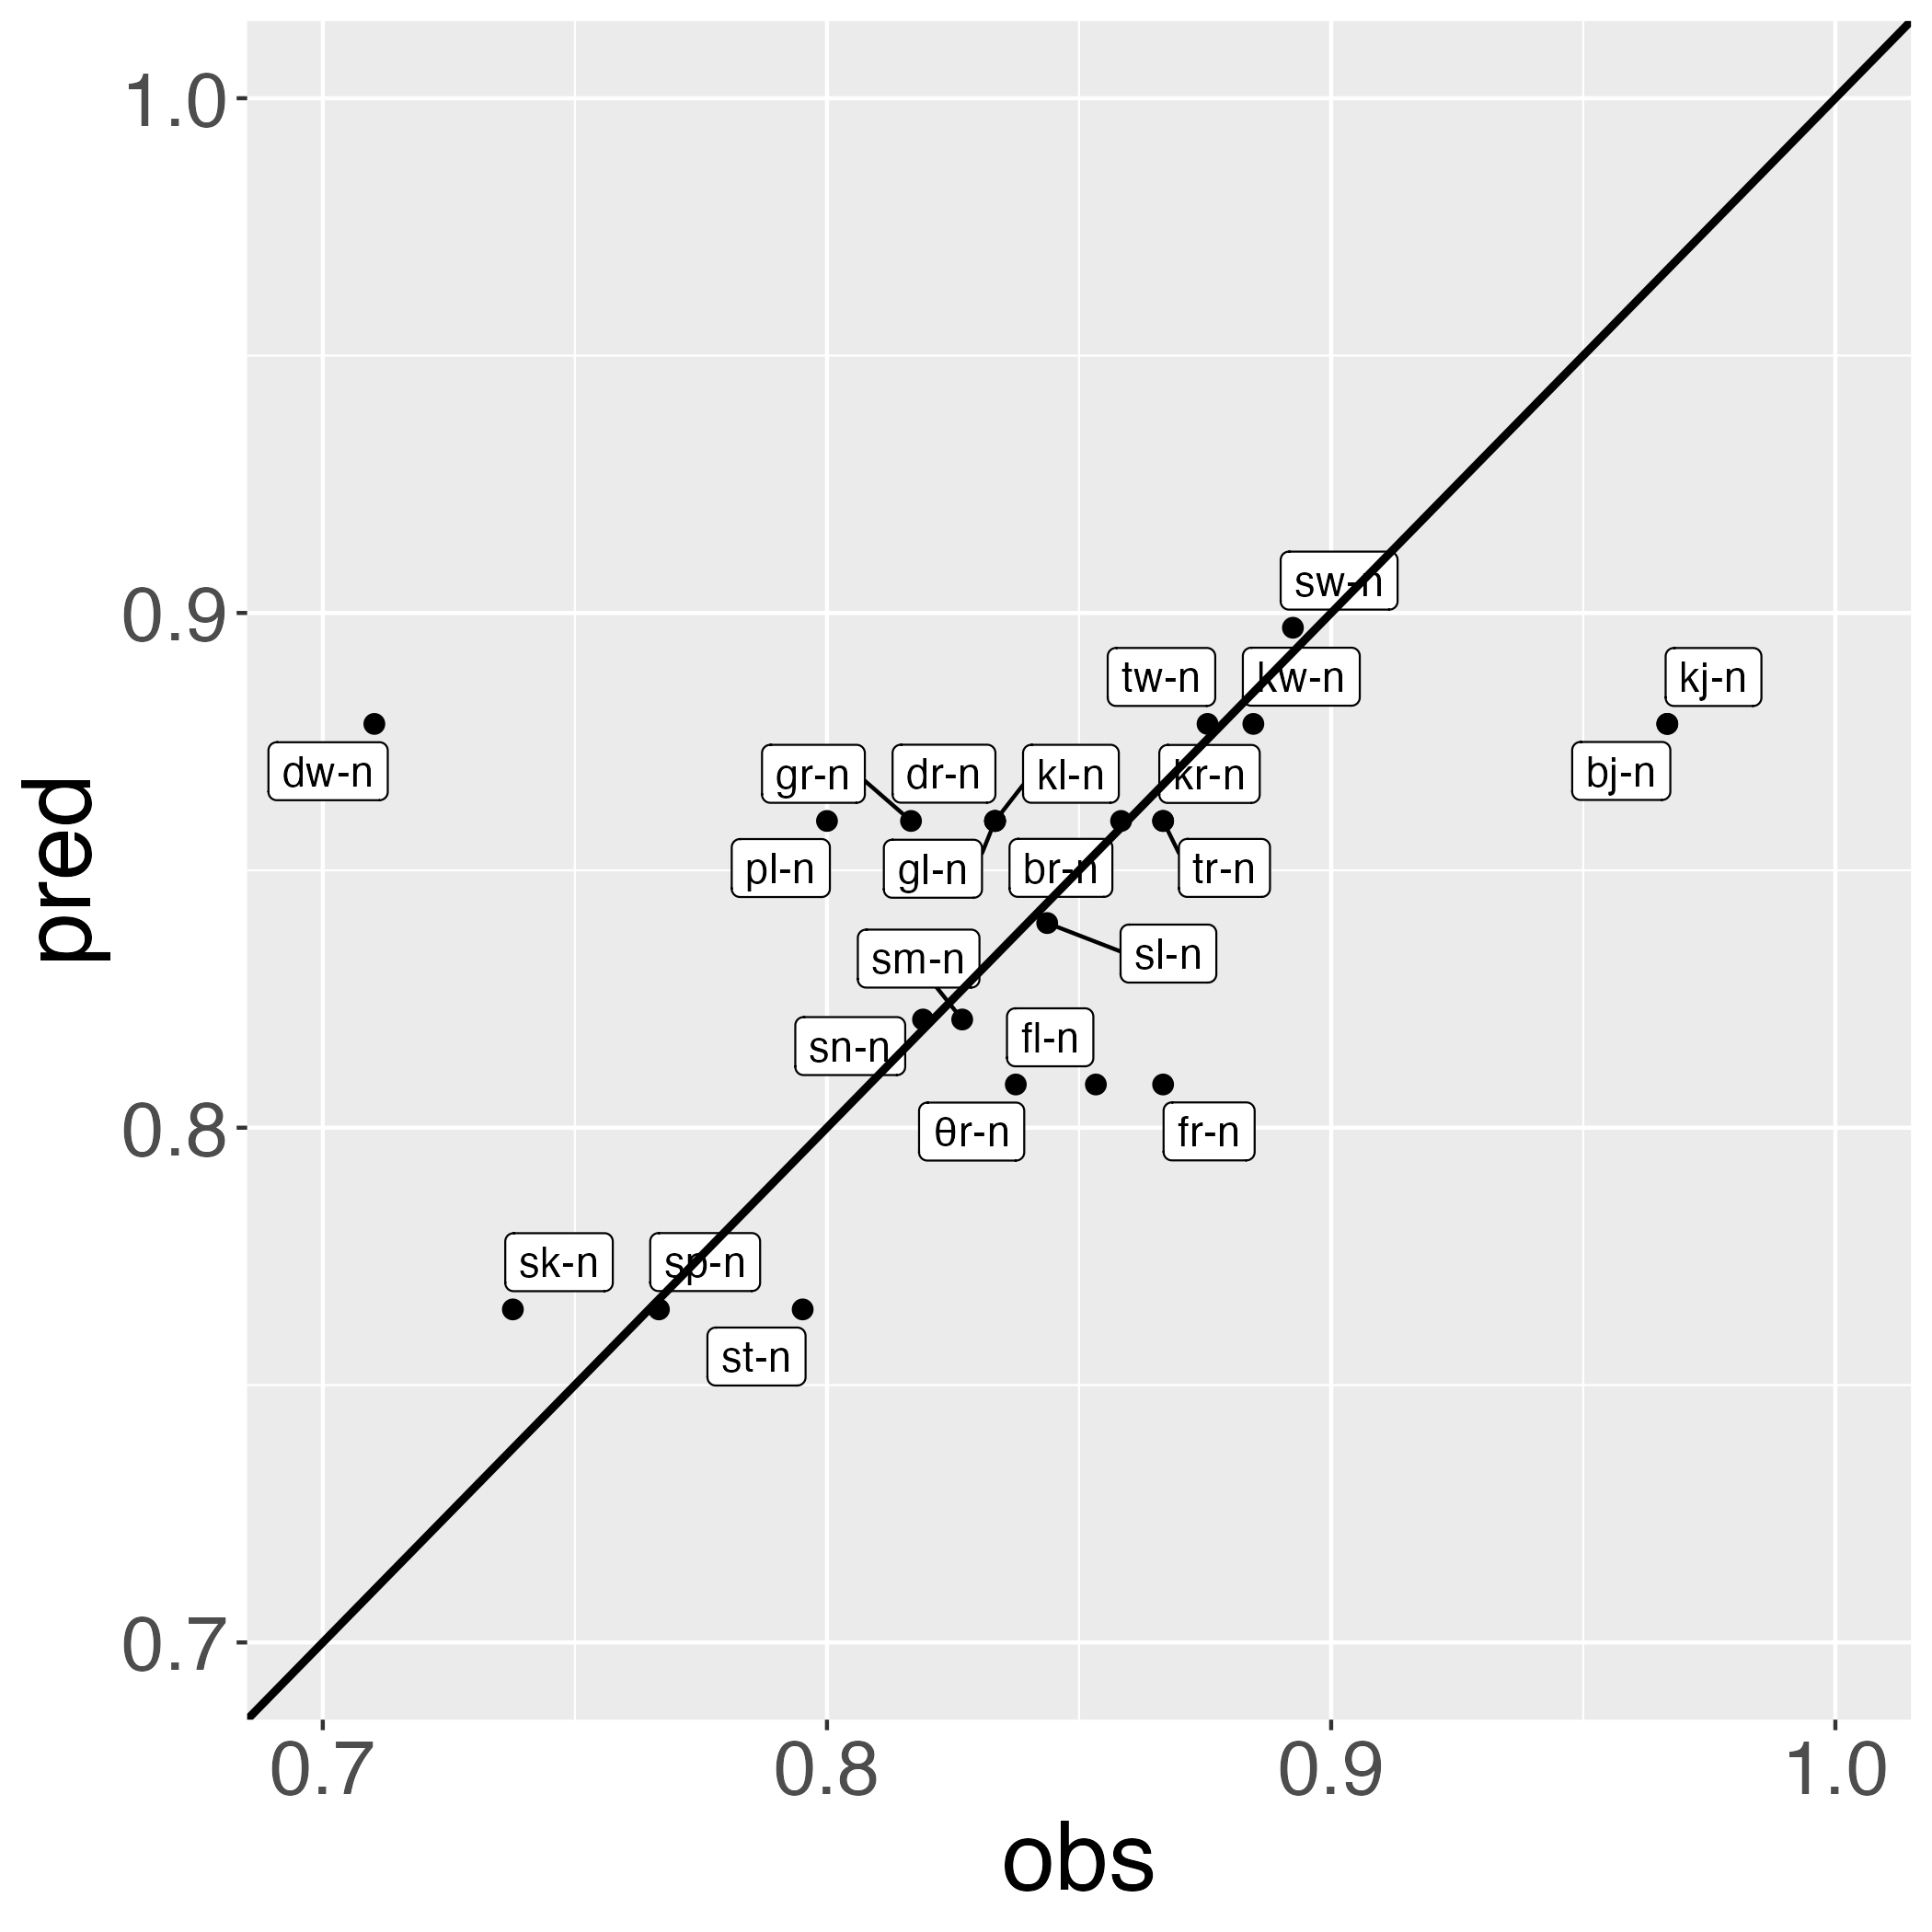 1.0
0.9
0.8
0.7
pred
sw-n
tw-n
kw-n
kj-n
dw-n
bj-n
gr-n
dr-n
kl-n
kr-n
pl-n
gl-n
br-n
tr-n
sm-n
sl-n
sn-n
fl-n
θr-n
fr-n
sk-n
sp-n
st-n
0.7
0.8
0.9
1.0
obs